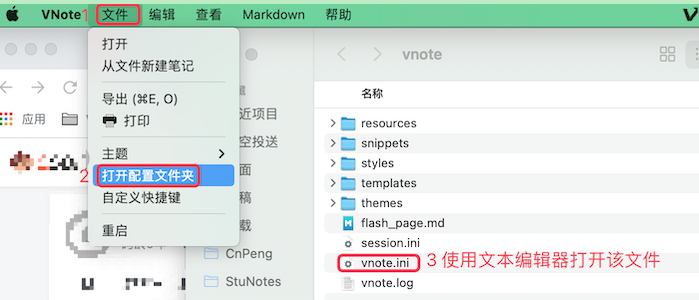 VNote 1 文件 编辑 查看 Markdown 帮助
打开
从文件新建笔记
导出 (⌘E, O)
打印
主题
2 打开配置文件夹
自定义快捷键
重启
应用
近项目
空投送
面
稿
载
CnPeng
StuNotes
vnote
名称
resources
snippets
styles
templates
themes
flash_page.md
session.ini
vnote.ini 3 使用文本编辑器打开该文件
vnote.log